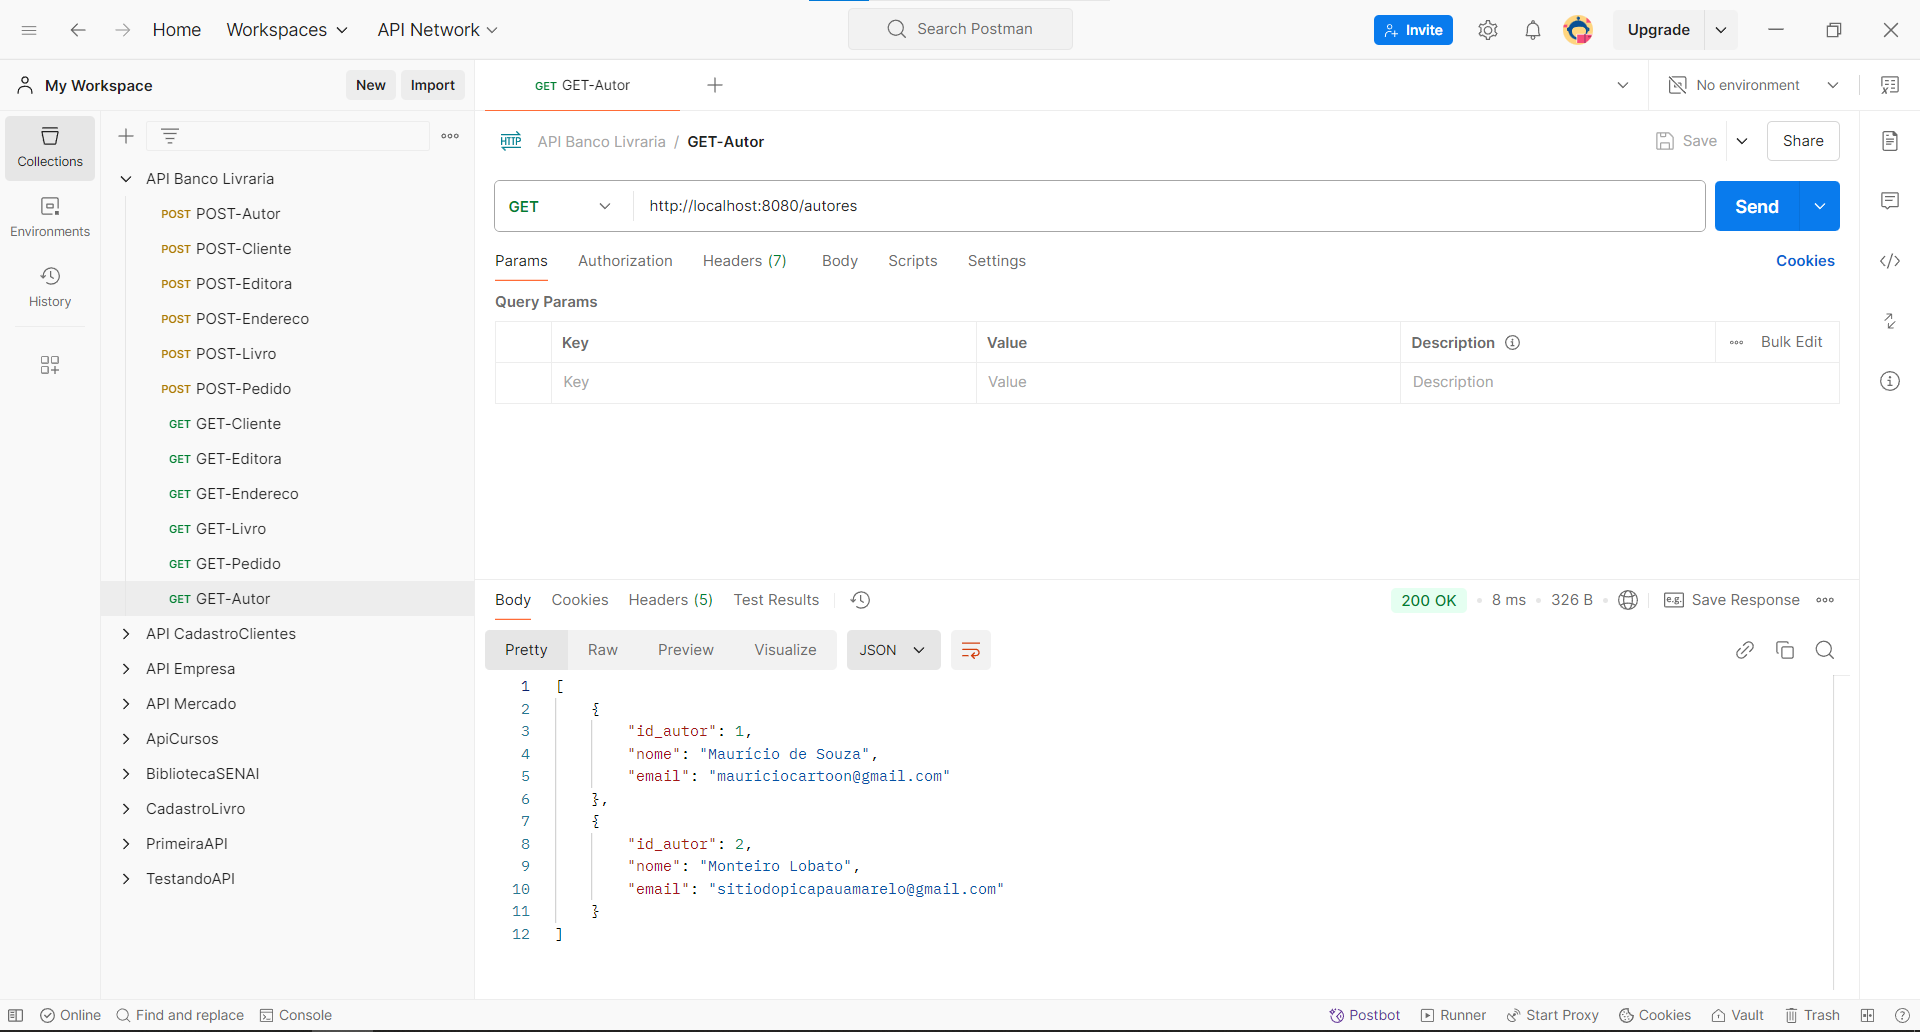 Home Workspaces API Network Search Postman Invite Upgrade
My Workspace New Import GET GET-Autor No environment
Collections
Environments
History
API Banco Livraria
POST POST-Autor
POST POST-Cliente
POST POST-Editora
POST POST-Endereco
POST POST-Livro
POST POST-Pedido
GET GET-Cliente
GET GET-Editora
GET GET-Endereco
GET GET-Livro
GET GET-Pedido
GET GET-Autor
API CadastroClientes
API Empresa
API Mercado
ApiCursos
BibliotecaSENAI
CadastroLivro
PrimeiraAPI
TestandoAPI
HTTP API Banco Livraria / GET-Autor Save Share
GET http://localhost:8080/autores Send
Params Authorization Headers (7) Body Scripts Settings Cookies
Query Params
Key Value Description Bulk Edit
Key Value Description
Body Cookies Headers (5) Test Results 200 OK 8 ms 326 B e.g. Save Response
Pretty Raw Preview Visualize JSON
1 [
2 {
3 "id_autor": 1,
4 "nome": "Maurício de Souza",
5 "email": "mauriciocartoon@gmail.com"
6 },
7 {
8 "id_autor": 2,
9 "nome": "Monteiro Lobato",
10 "email": "sitiodopicapauamarelo@gmail.com"
11 }
12 ]
Online Find and replace Console Postbot Runner Start Proxy Cookies Vault Trash